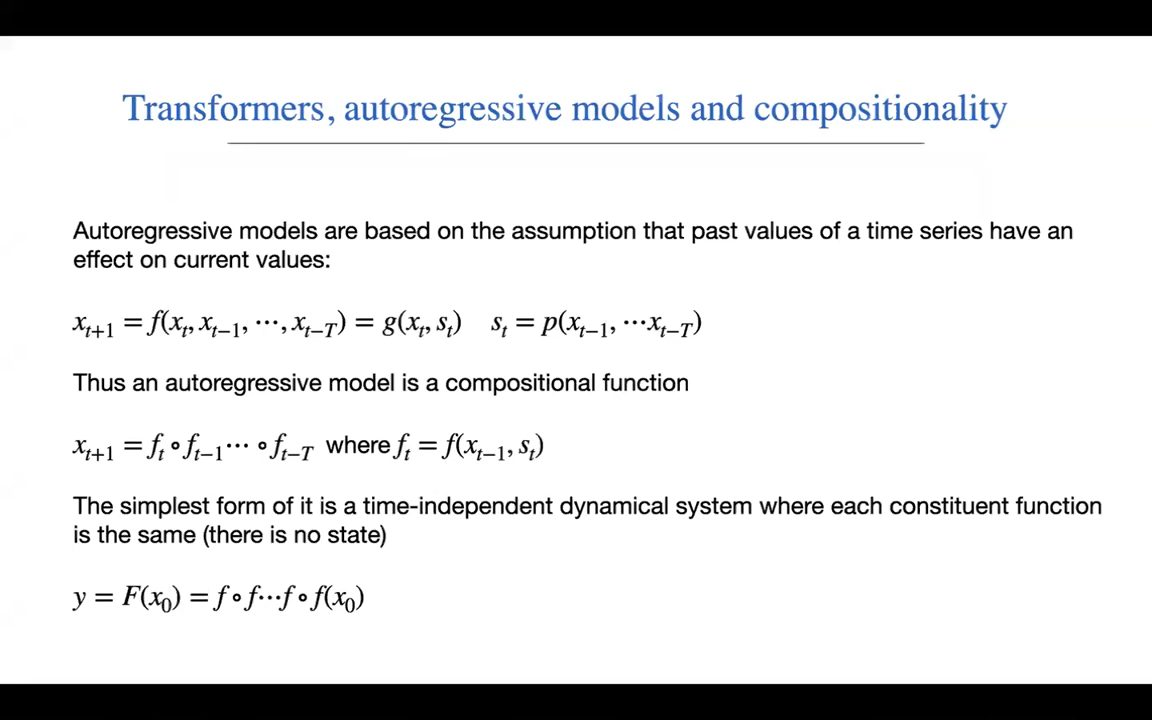 Transformers, autoregressive models and compositionality
Autoregressive models are based on the assumption that past values of a time series have an
effect on current values:
x_{t+1} = f(x_t, x_{t−1}, ⋯, x_{t−T}) = g(x_t, s_t)   s_t = p(x_{t−1}, ⋯x_{t−T})
Thus an autoregressive model is a compositional function
x_{t+1} = f_t ∘ f_{t−1}⋯ ∘ f_{t−T} where f_t = f(x_{t−1}, s_t)
The simplest form of it is a time-independent dynamical system where each constituent function
is the same (there is no state)
y = F(x_0) = f ∘ f⋯f ∘ f(x_0)